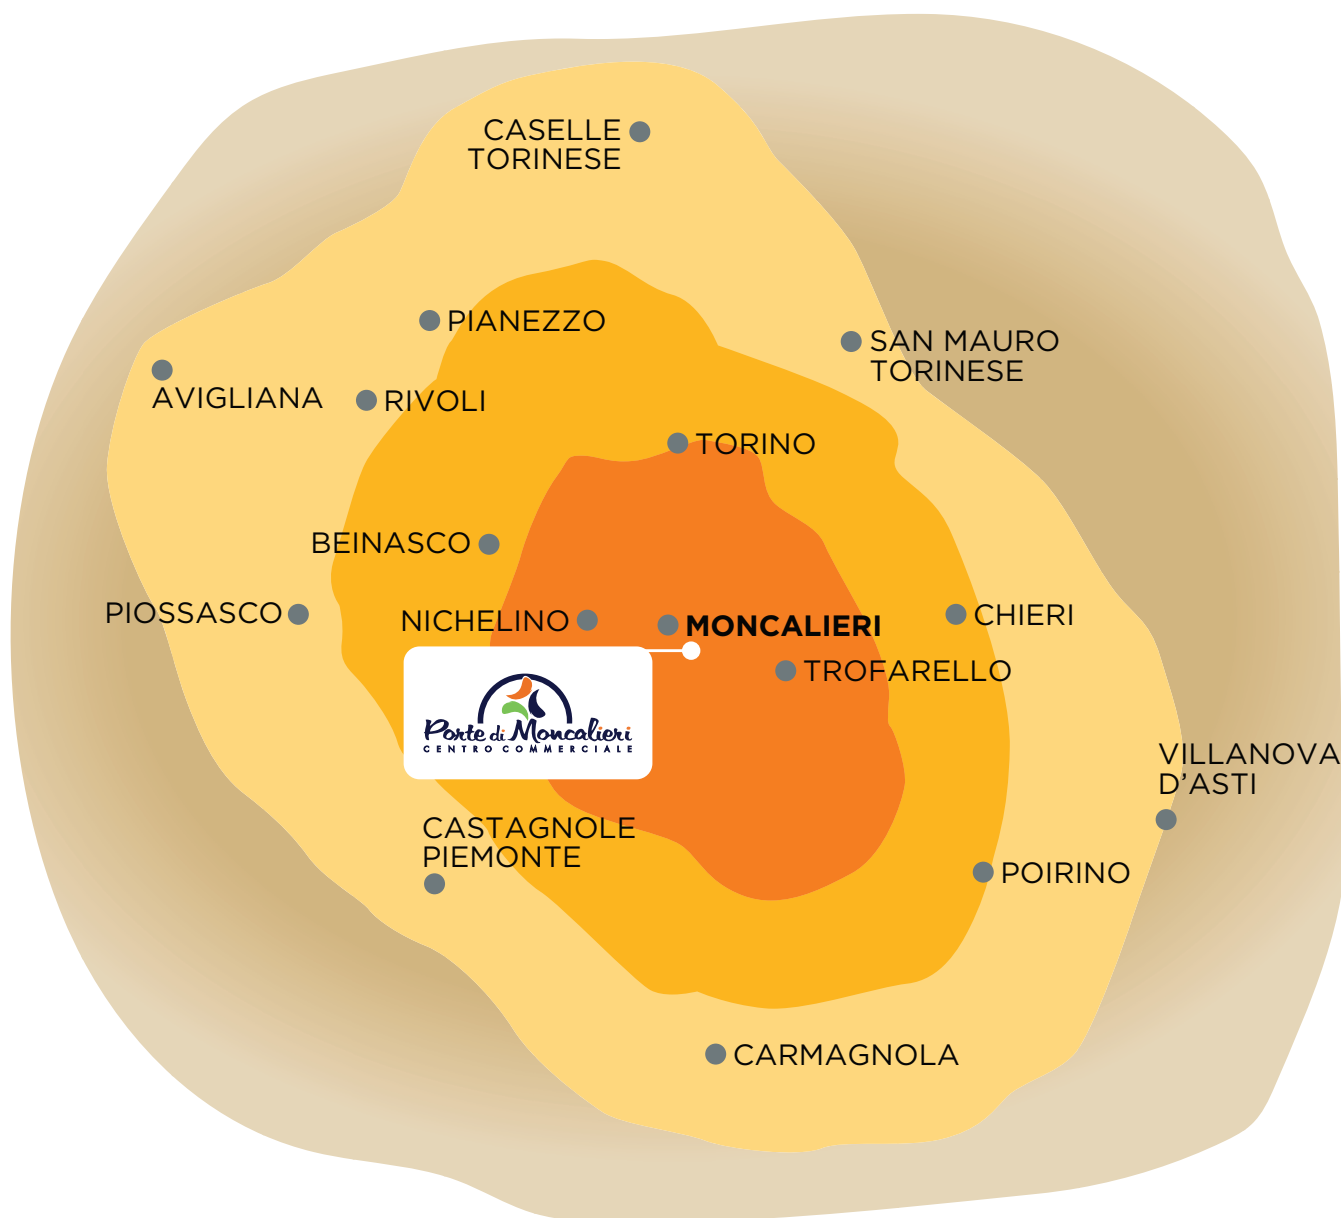 CASELLE
TORINESE
PIANEZZO
SAN MAURO
TORINESE
AVIGLIANA
RIVOLI
TORINO
BEINASCO
PIOSSASCO
NICHELINO
MONCALIERI
CHIERI
TROFARELLO
Porte di Moncalieri
CENTRO COMMERCIALE
VILLANOVA
D'ASTI
CASTAGNOLE
PIEMONTE
POIRINO
CARMAGNOLA